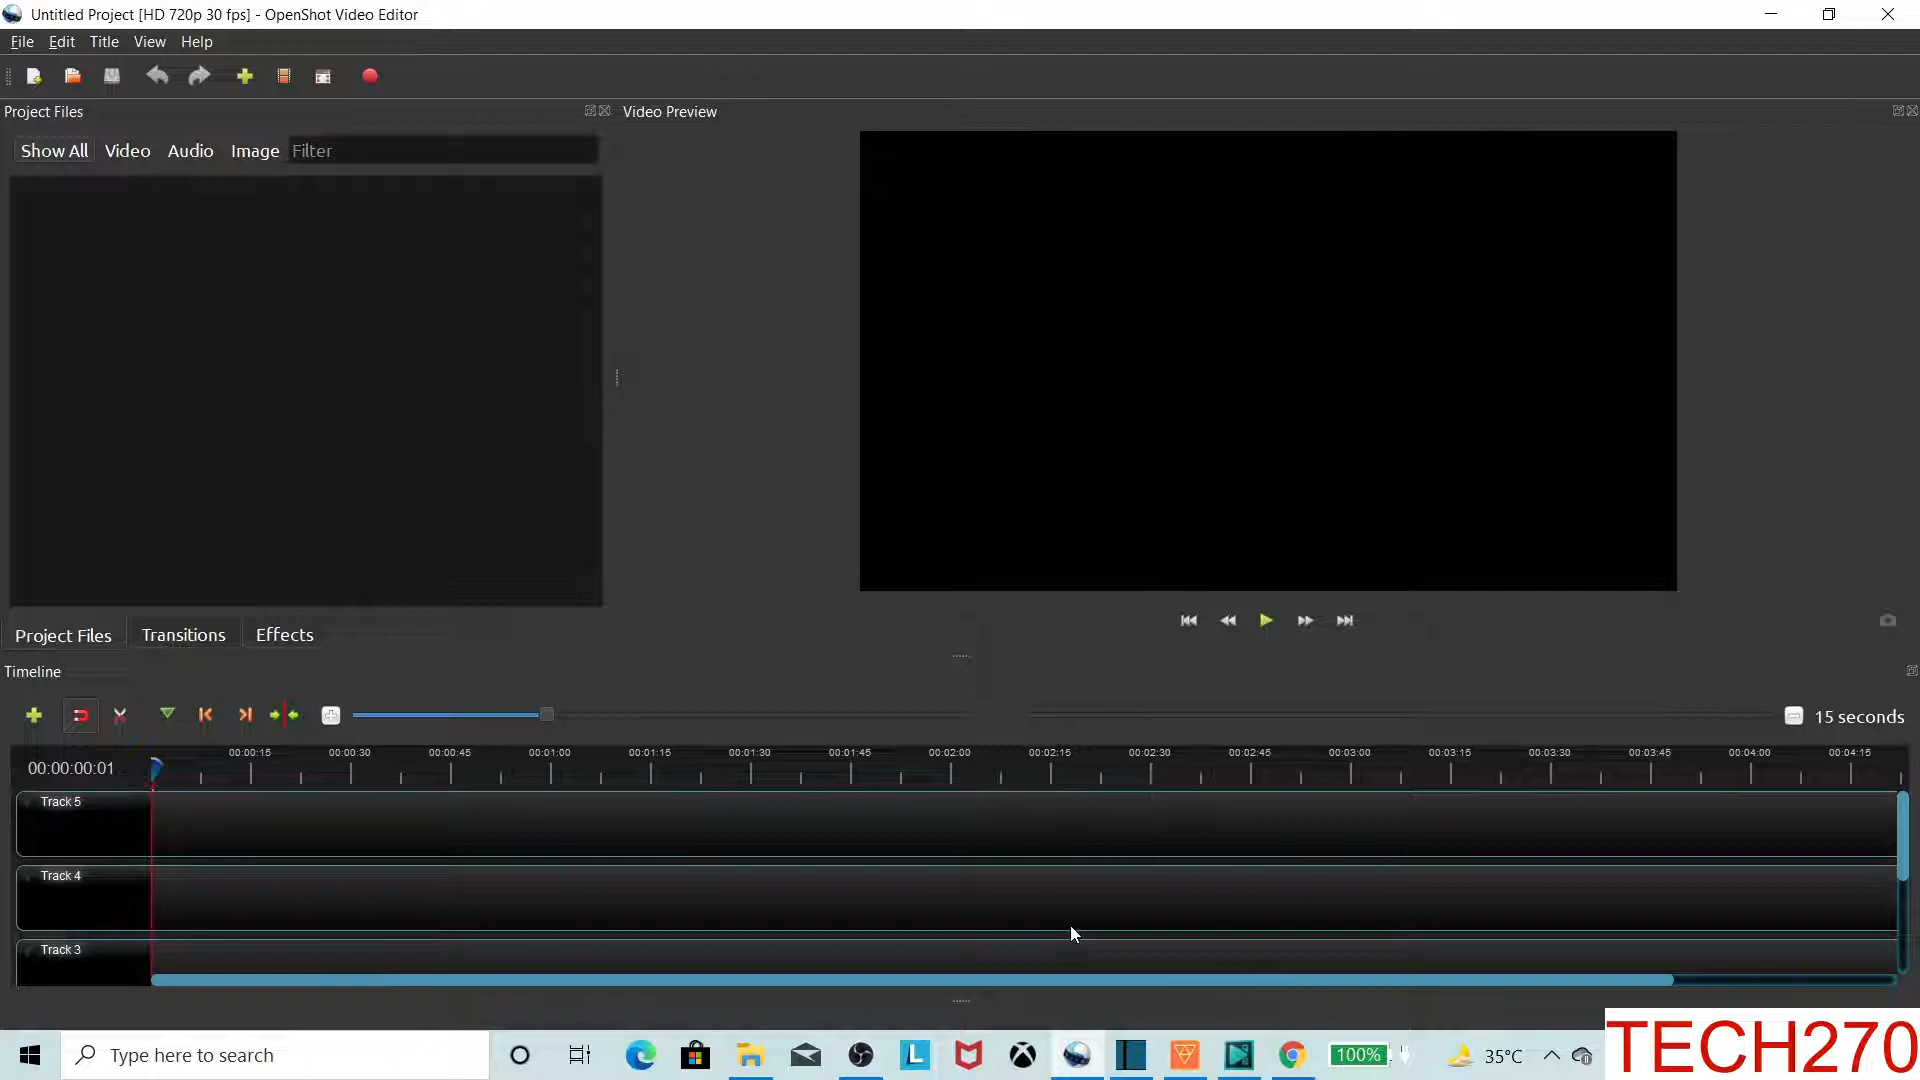 Untitled Project [HD 720p 30 fps] - OpenShot Video Editor
File Edit Title View Help
Project Files
Video Preview
Show All Video Audio Image Filter
Project Files Transitions Effects
Timeline
15 seconds
00:00:00:01
00:00:15 00:00:30 00:00:45 00:01:00 00:01:15 00:01:30 00:01:45 00:02:00 00:02:15 00:02:30 00:02:45 00:03:00 00:03:15 00:03:30 00:03:45 00:04:00 00:04:15
Track 5
Track 4
Track 3
Type here to search
L
100%
35°C
TECH270